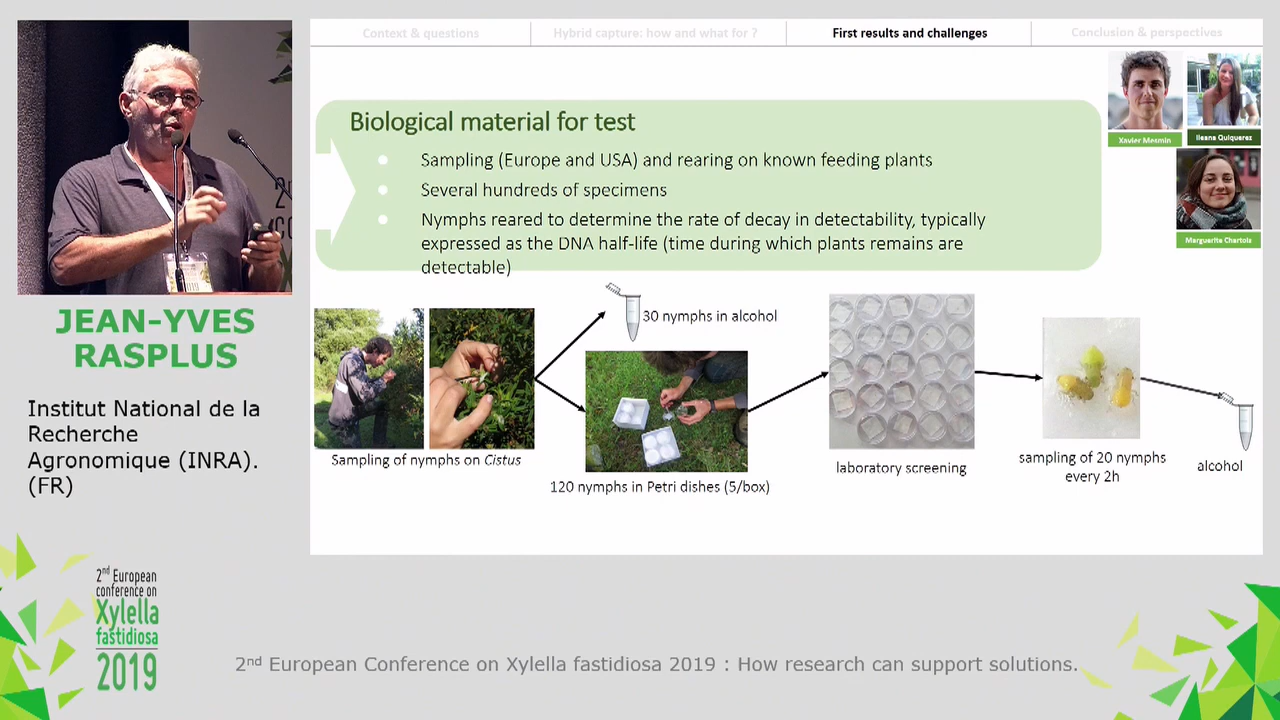 Context & questions
Hybrid capture: how and what for ?
First results and challenges
Conclusion & perspectives
Biological material for test
Sampling (Europe and USA) and rearing on known feeding plants
Several hundreds of specimens
Nymphs reared to determine the rate of decay in detectability, typically
expressed as the DNA half-life (time during which plants remains are
detectable)
Xavier Mesmin
Ileana Quiquerez
Marguerite Chartois
30 nymphs in alcohol
Sampling of nymphs on Cistus
120 nymphs in Petri dishes (5/box)
laboratory screening
sampling of 20 nymphs
every 2h
alcohol
JEAN-YVES
RASPLUS
Institut National de la
Recherche
Agronomique (INRA).
(FR)
2nd European
conference on
Xylella
fastidiosa
2019
2nd European Conference on Xylella fastidiosa 2019 : How research can support solutions.